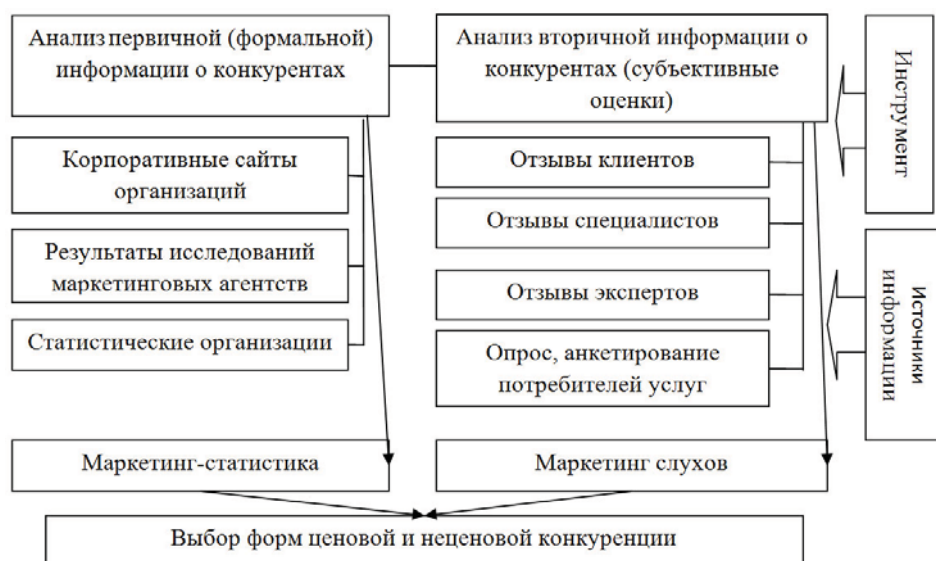 Анализ первичной (формальной)
информации о конкурентах
Анализ вторичной информации о
конкурентах (субъективные
оценки)
Инструмент
Корпоративные сайты
организаций
Результаты исследований
маркетинговых агентств
Статистические организации
Отзывы клиентов
Отзывы специалистов
Отзывы экспертов
Опрос, анкетирование
потребителей услуг
Источники
информации
Маркетинг-статистика
Маркетинг слухов
Выбор форм ценовой и неценовой конкуренции